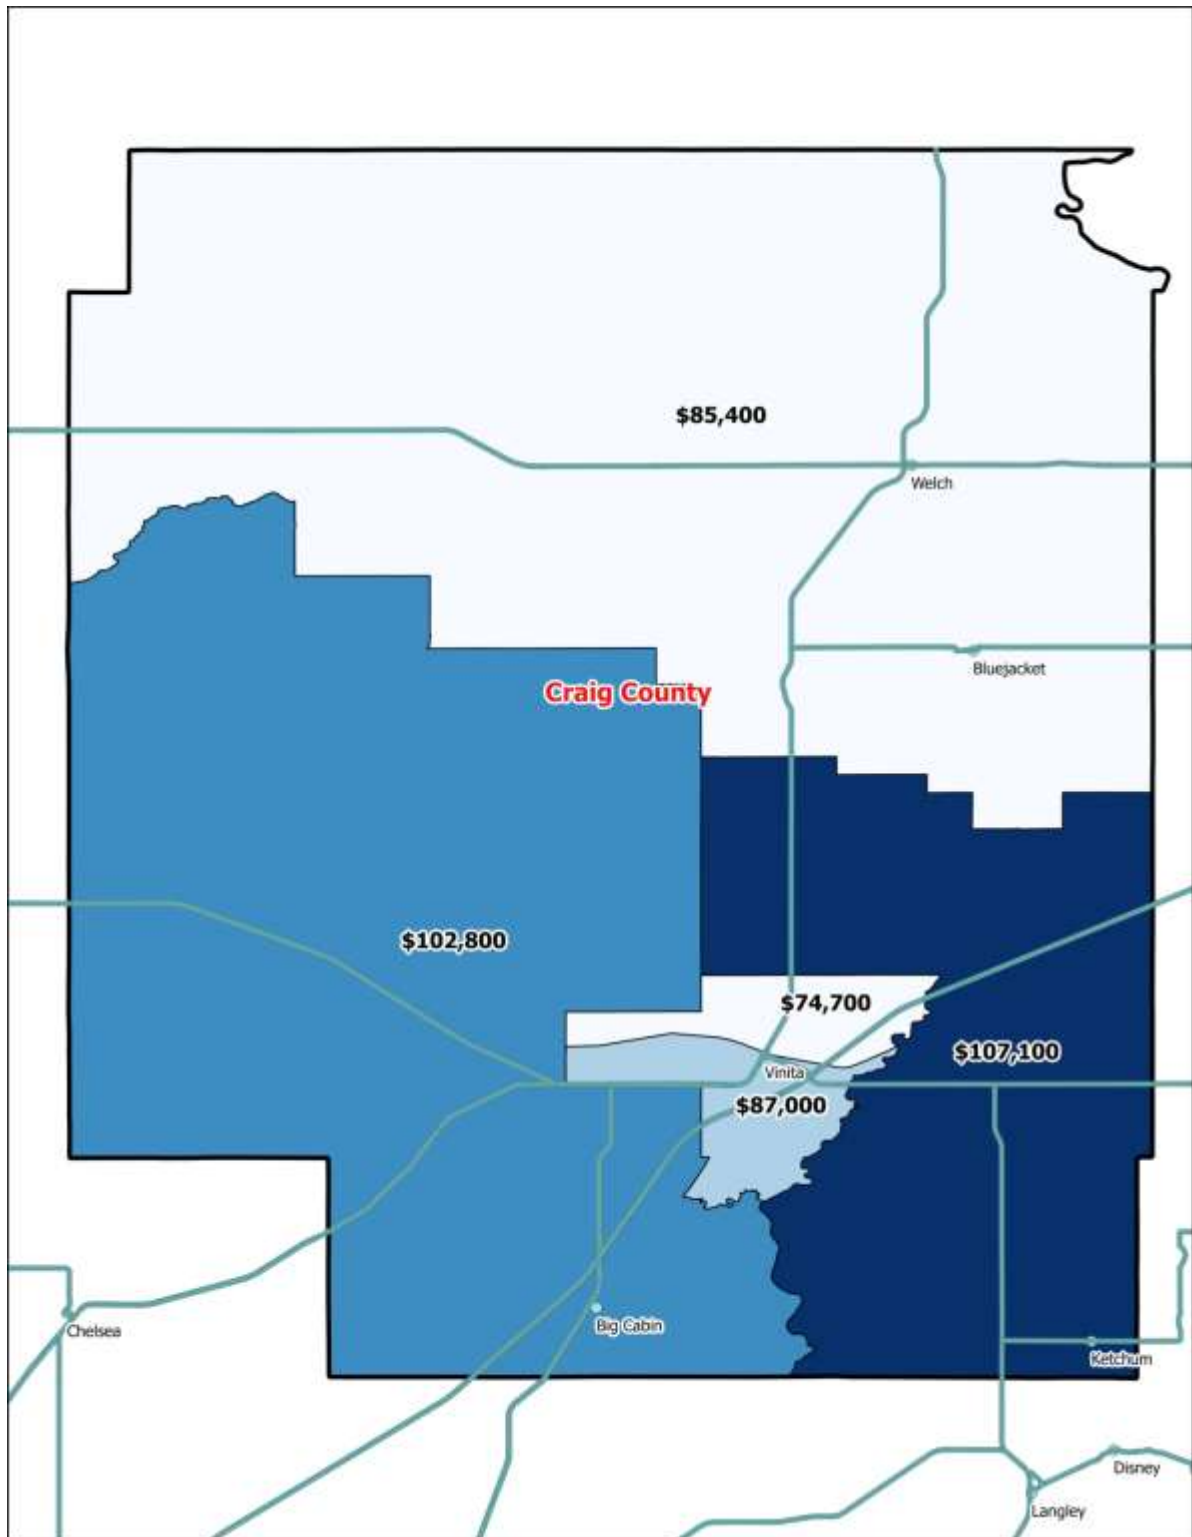 $85,400
Welch
Bluejacket
Craig County
$102,800
$74,700
$107,100
Vinita
$87,000
Big Cabin
Chelsea
Ketchum
Disney
Langley